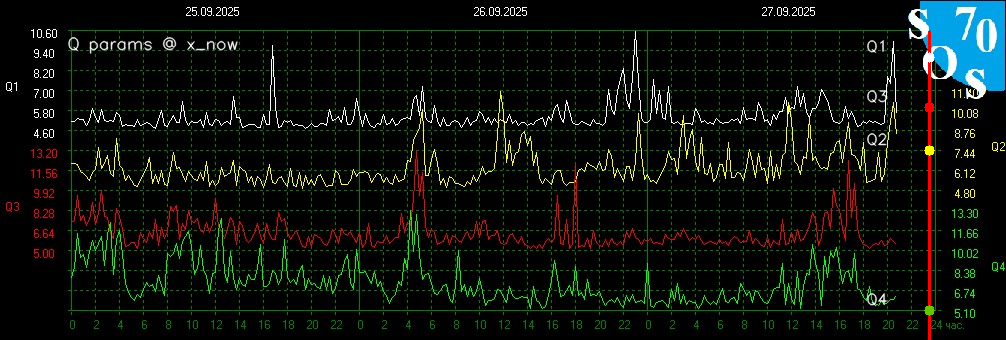 25.09.2025 26.09.2025 27.09.2025
Q params @ x_now
Q1
10.60
9.40
8.20
7.00
5.80
4.60
Q3
13.20
11.56
9.92
8.28
6.64
5.00
Q1
Q3
Q2
Q4
SOS 70
Q2
11.40
10.08
8.76
7.44
6.12
4.80
Q4
13.30
11.66
10.02
8.38
6.74
5.10
0 2 4 6 8 10 12 14 16 18 20 22 0 2 4 6 8 10 12 14 16 18 20 22 0 2 4 6 8 10 12 14 16 18 20 22 24 час.